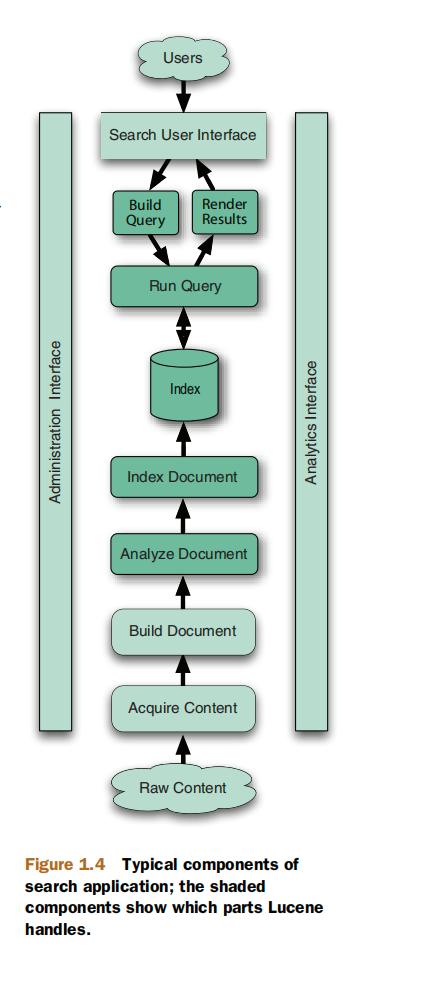 Users
Search User Interface
Build
Query
Render
Results
Run Query
Index
Administration Interface
Analytics Interface
Index Document
Analyze Document
Build Document
Acquire Content
Raw Content
Figure 1.4 Typical components of
search application; the shaded
components show which parts Lucene
handles.